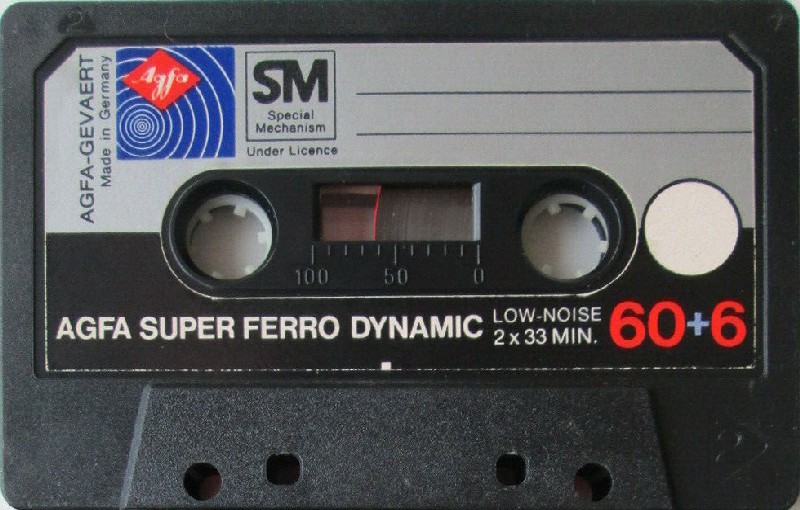 AGFA-GEVAERT
Made in Germany
Agfa
SM
Special
Mechanism
Under Licence
100 50 0
AGFA SUPER FERRO DYNAMIC
LOW-NOISE
2 x 33 MIN.
60+6
2